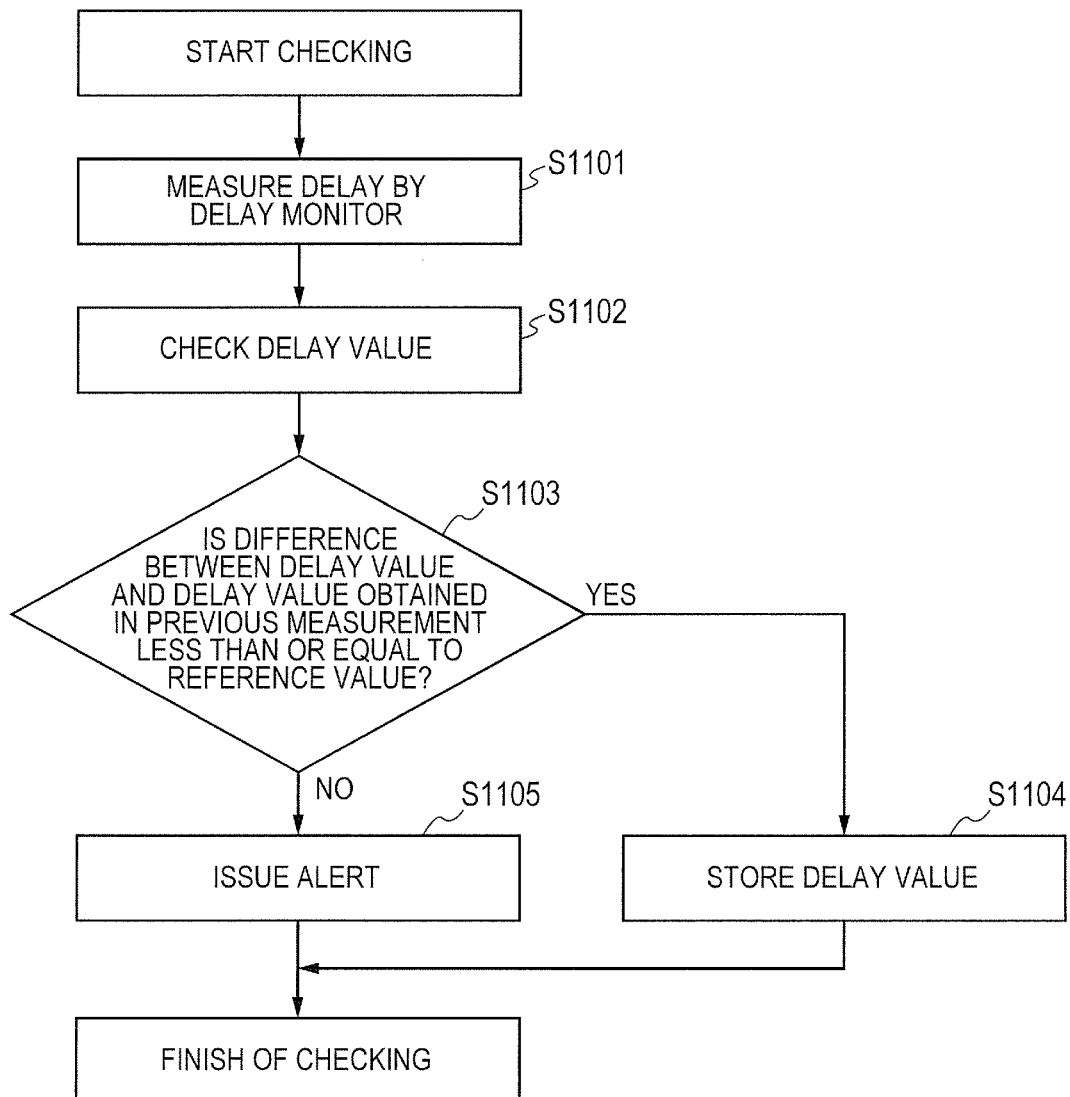 START CHECKING
S1101
MEASURE DELAY BY
DELAY MONITOR
S1102
CHECK DELAY VALUE
S1103
IS DIFFERENCE
BETWEEN DELAY VALUE
AND DELAY VALUE OBTAINED
IN PREVIOUS MEASUREMENT
LESS THAN OR EQUAL TO
REFERENCE VALUE?
YES
NO
S1105
ISSUE ALERT
S1104
STORE DELAY VALUE
FINISH OF CHECKING